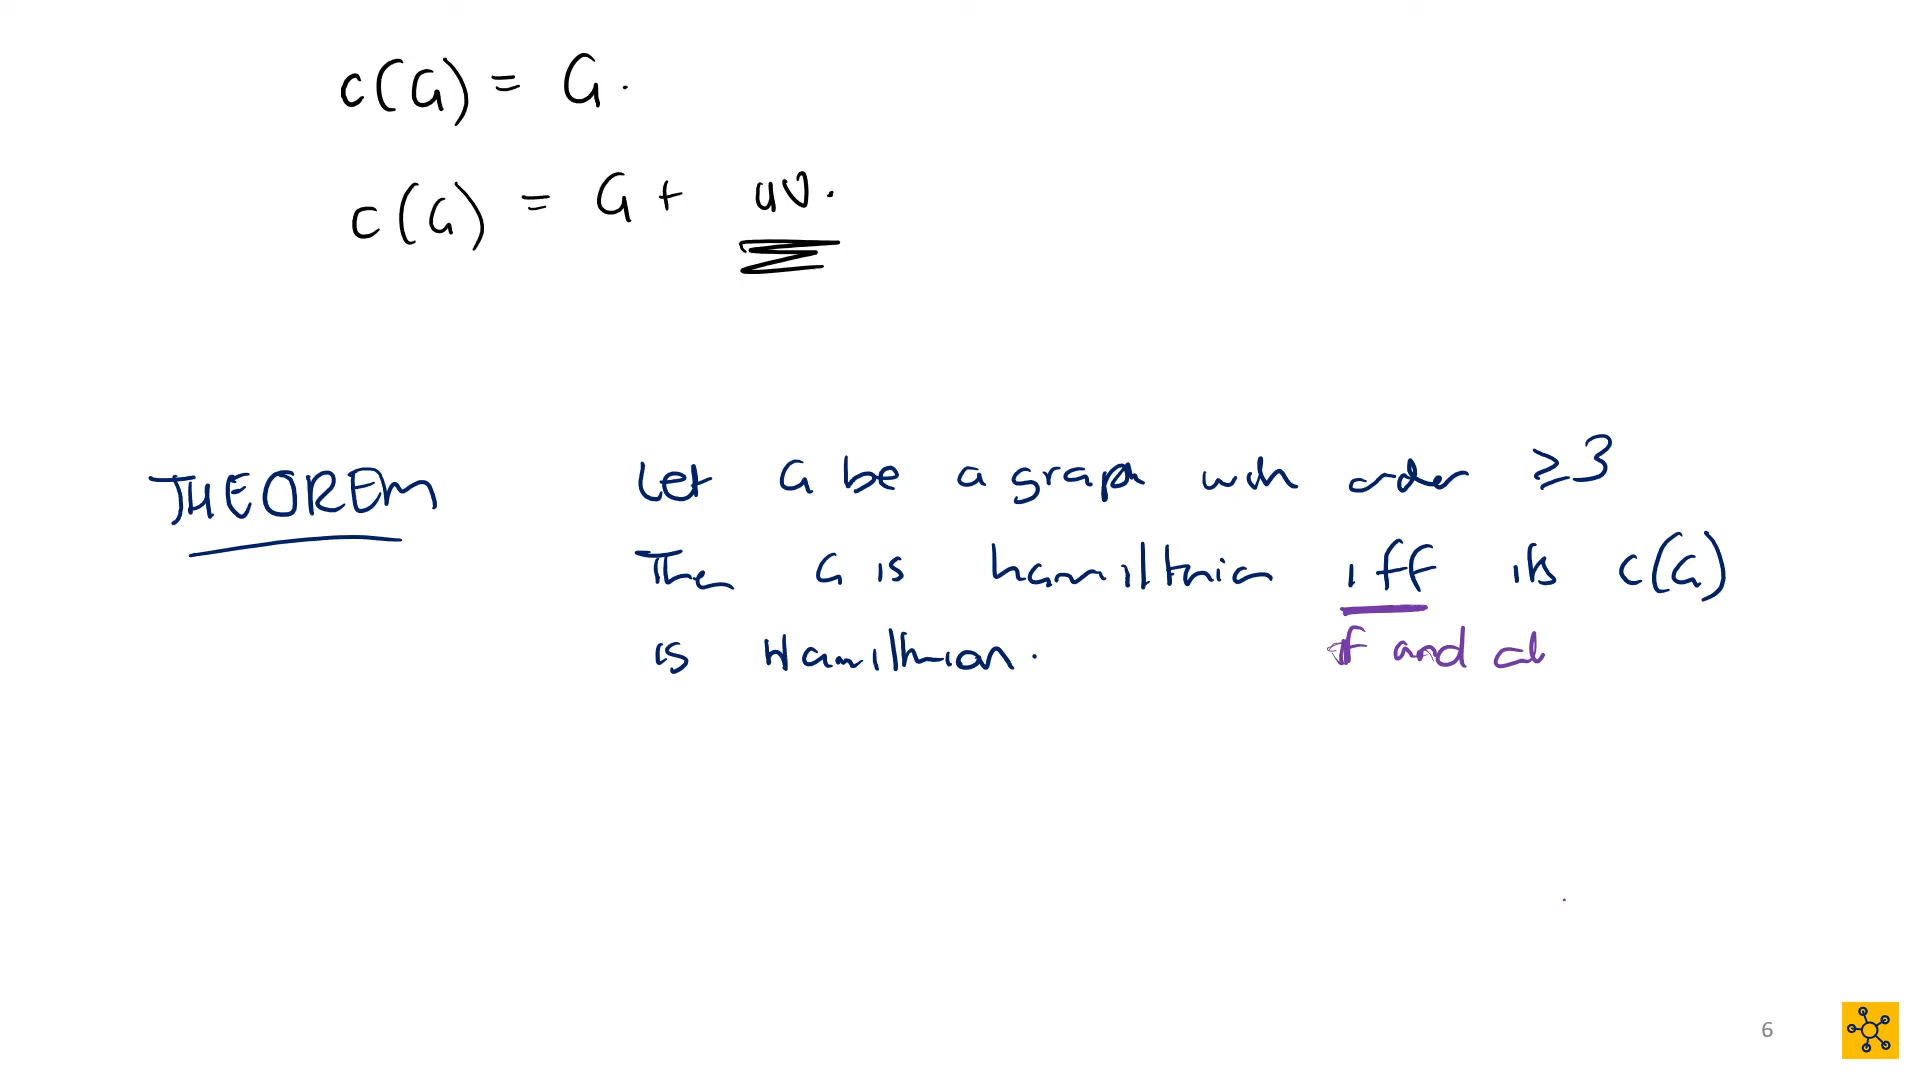 c(G) = G.
c(G) = G + uv.
THEOREM Let G be a graph with order ≥3
Then G is hamiltonian iff its c(G)
is Hamiltonian. if and
6